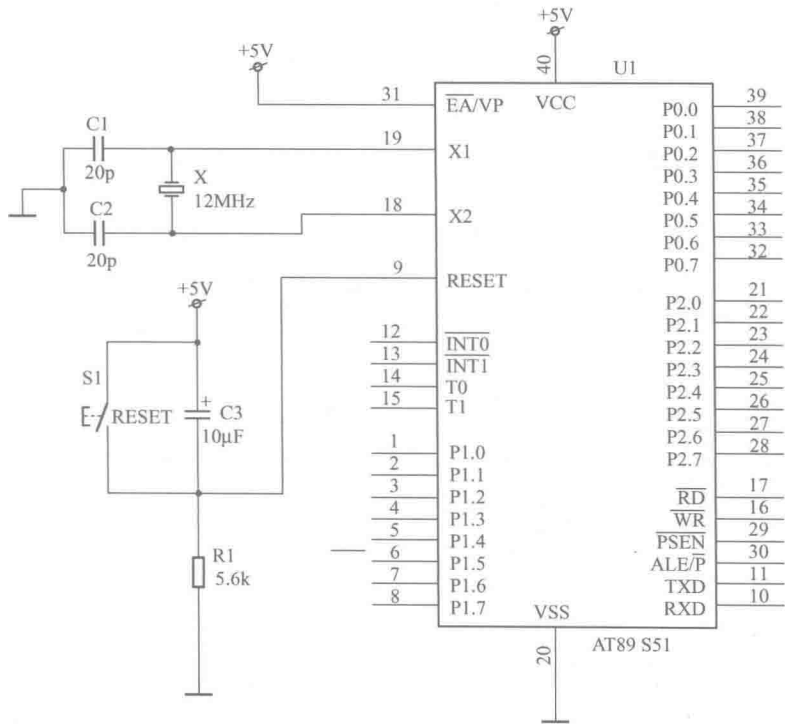 +5V
+5V
40
U1
31
EA/VP
VCC
P0.0
39
P0.1
38
C1
19
X1
P0.2
37
20p
X
P0.3
36
12MHz
P0.4
35
C2
18
X2
P0.5
34
20p
P0.6
33
P0.7
32
9
RESET
+5V
P2.0
21
P2.1
22
12
INT0
P2.2
23
13
INT1
P2.3
24
14
T0
P2.4
25
15
T1
P2.5
26
S1
RESET
+
C3
10μF
P2.6
27
P2.7
28
1
P1.0
2
P1.1
3
P1.2
RD
17
4
P1.3
WR
16
5
P1.4
PSEN
29
6
P1.5
ALE/P
30
7
P1.6
TXD
11
8
P1.7
RXD
10
R1
5.6k
VSS
20
AT89 S51